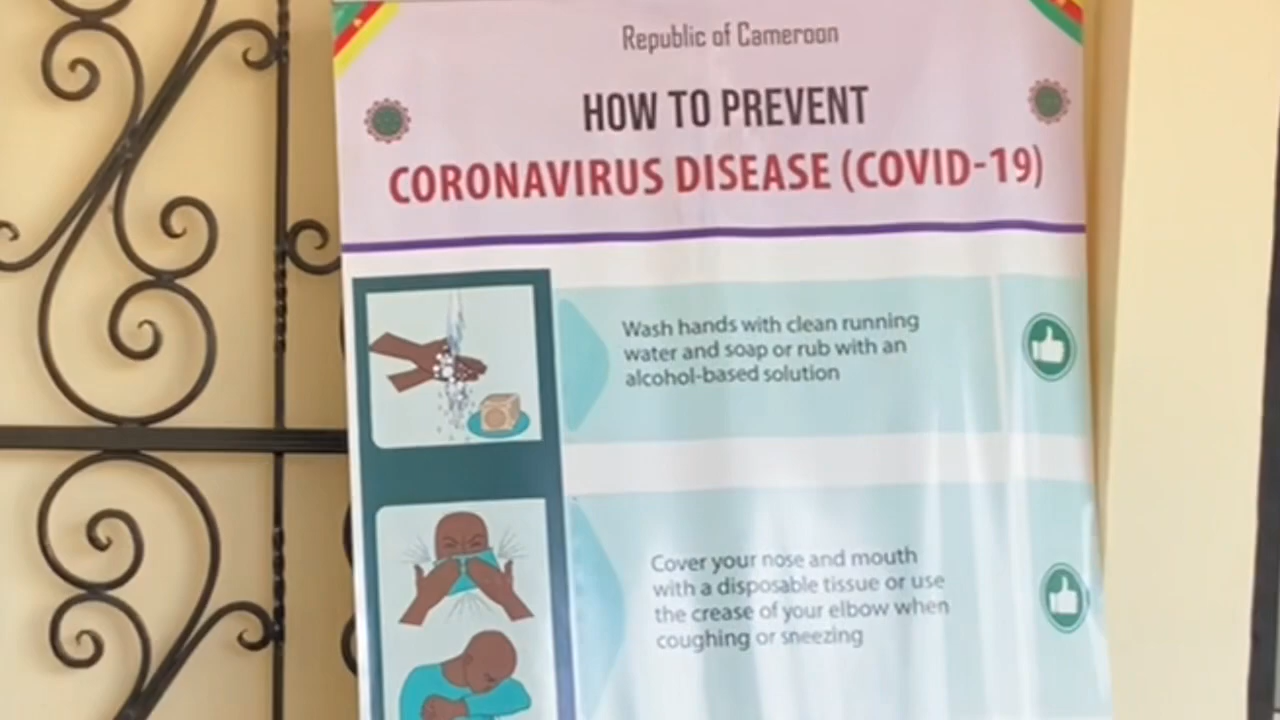 Republic of Cameroon
HOW TO PREVENT
CORONAVIRUS DISEASE (COVID-19)
Wash hands with clean running
water and soap or rub with an
alcohol-based solution
Cover your nose and mouth
with a disposable tissue or use
the crease of your elbow when
coughing or sneezing